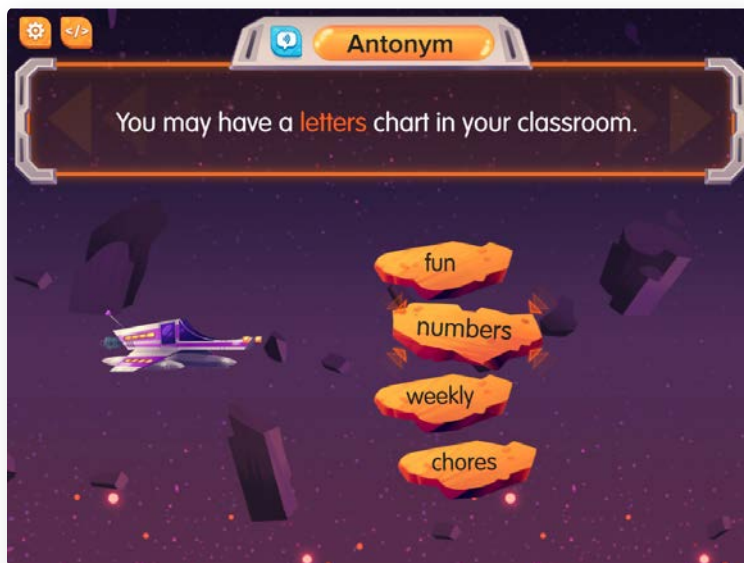 </>
Antonym
You may have a letters chart in your classroom.
fun
numbers
weekly
chores